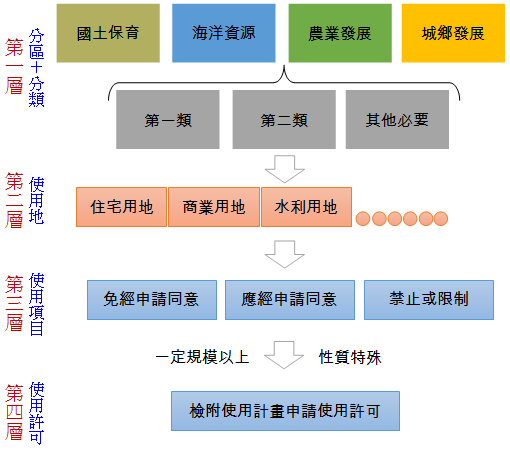 第一層
分區＋分類
國土保育
海洋資源
農業發展
城鄉發展
第一類
第二類
其他必要
第二層
使用地
住宅用地
商業用地
水利用地
第三層
使用項目
免經申請同意
應經申請同意
禁止或限制
一定規模以上
性質特殊
第四層
使用許可
檢附使用計畫申請使用許可